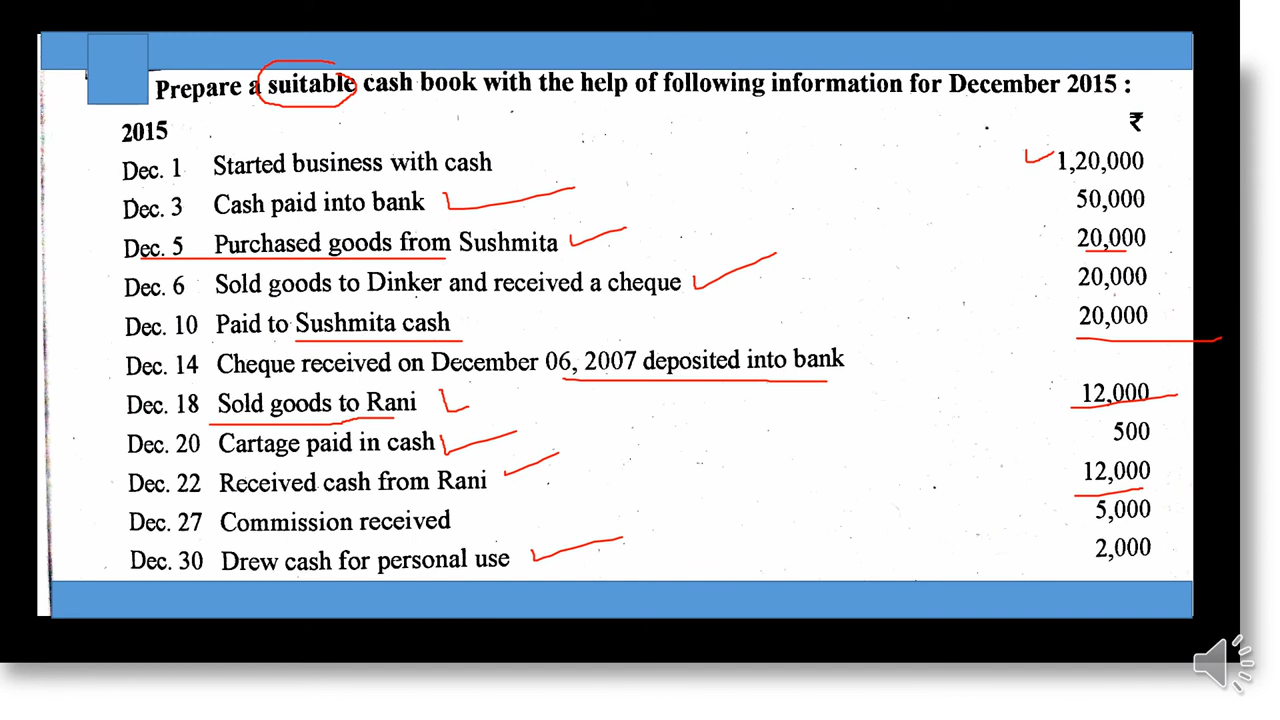 Prepare a suitable cash book with the help of following information for December 2015 :
2015 ₹
Dec. 1 Started business with cash 1,20,000
Dec. 3 Cash paid into bank 50,000
Dec. 5 Purchased goods from Sushmita 20,000
Dec. 6 Sold goods to Dinker and received a cheque 20,000
Dec. 10 Paid to Sushmita cash 20,000
Dec. 14 Cheque received on December 06, 2007 deposited into bank
Dec. 18 Sold goods to Rani 12,000
Dec. 20 Cartage paid in cash 500
Dec. 22 Received cash from Rani 12,000
Dec. 27 Commission received 5,000
Dec. 30 Drew cash for personal use 2,000